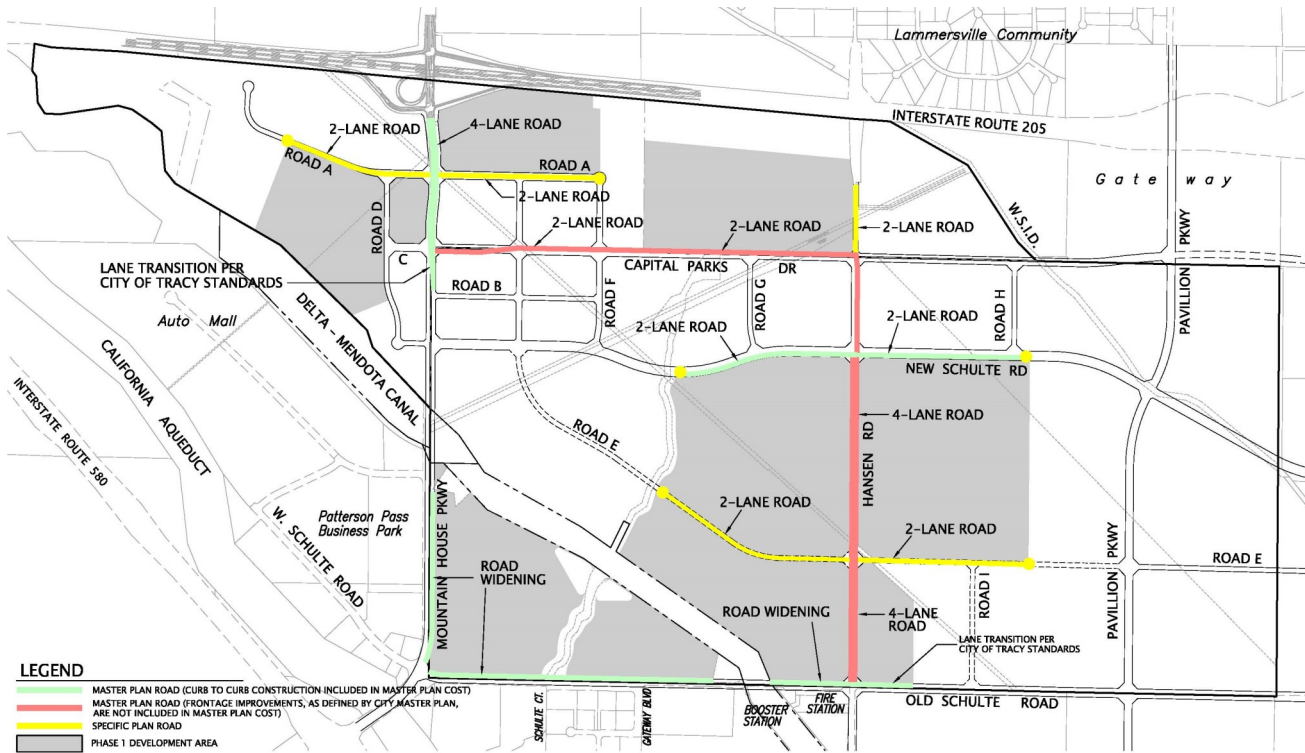 Lammersville Community
INTERSTATE ROUTE 205
2-LANE ROAD
4-LANE ROAD
ROAD A
ROAD A
2-LANE ROAD
Gateway
ROAD D
2-LANE ROAD
2-LANE ROAD
2-LANE ROAD
W.S.I.D.
PAVILLION PKWY
LANE TRANSITION PER
CITY OF TRACY STANDARDS
C
CAPITAL PARKS DR
ROAD B
ROAD F
ROAD G
ROAD H
Auto Mall
DELTA - MENDOTA CANAL
2-LANE ROAD
2-LANE ROAD
CALIFORNIA AQUEDUCT
NEW SCHULTE RD
INTERSTATE ROUTE 580
4-LANE ROAD
ROAD E
HANSEN RD
MOUNTAIN HOUSE PKWY
Patterson Pass
Business Park
W. SCHULTE ROAD
2-LANE ROAD
2-LANE ROAD
ROAD E
PAVILLION PKWY
ROAD
WIDENING
ROAD I
ROAD WIDENING
4-LANE
ROAD
LANE TRANSITION PER
CITY OF TRACY STANDARDS
SCHULTE CT.
GATEWAY BLVD
BOOSTER
STATION
FIRE
STATION
OLD SCHULTE ROAD
LEGEND
MASTER PLAN ROAD (CURB TO CURB CONSTRUCTION INCLUDED IN MASTER PLAN COST)
MASTER PLAN ROAD (FRONTAGE IMPROVEMENTS, AS DEFINED BY CITY MASTER PLAN,
ARE NOT INCLUDED IN MASTER PLAN COST)
SPECIFIC PLAN ROAD
PHASE 1 DEVELOPMENT AREA